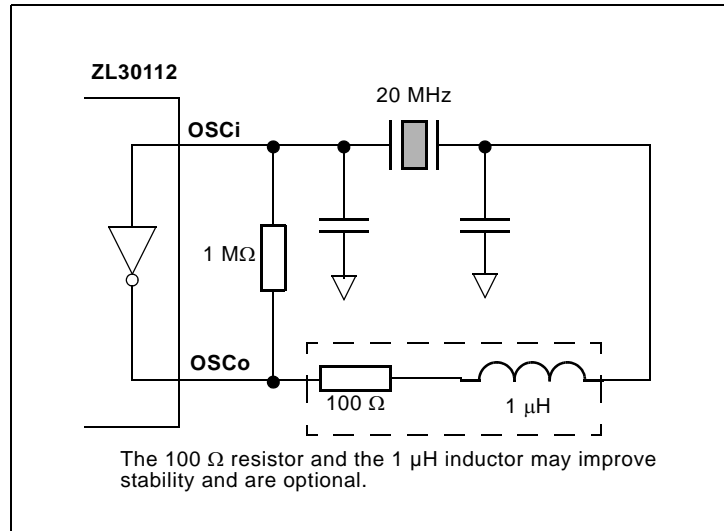 ZL30112
20 MHz
OSCi
1 MΩ
OSCo
100 Ω
1 μH
The 100 Ω resistor and the 1 µH inductor may improve
stability and are optional.